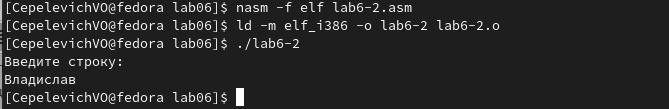 [CepelevichVO@fedora lab06]$ nasm -f elf lab6-2.asm
[CepelevichVO@fedora lab06]$ ld -m elf_i386 -o lab6-2 lab6-2.o
[CepelevichVO@fedora lab06]$ ./lab6-2
Введите строку:
Владислав
[CepelevichVO@fedora lab06]$